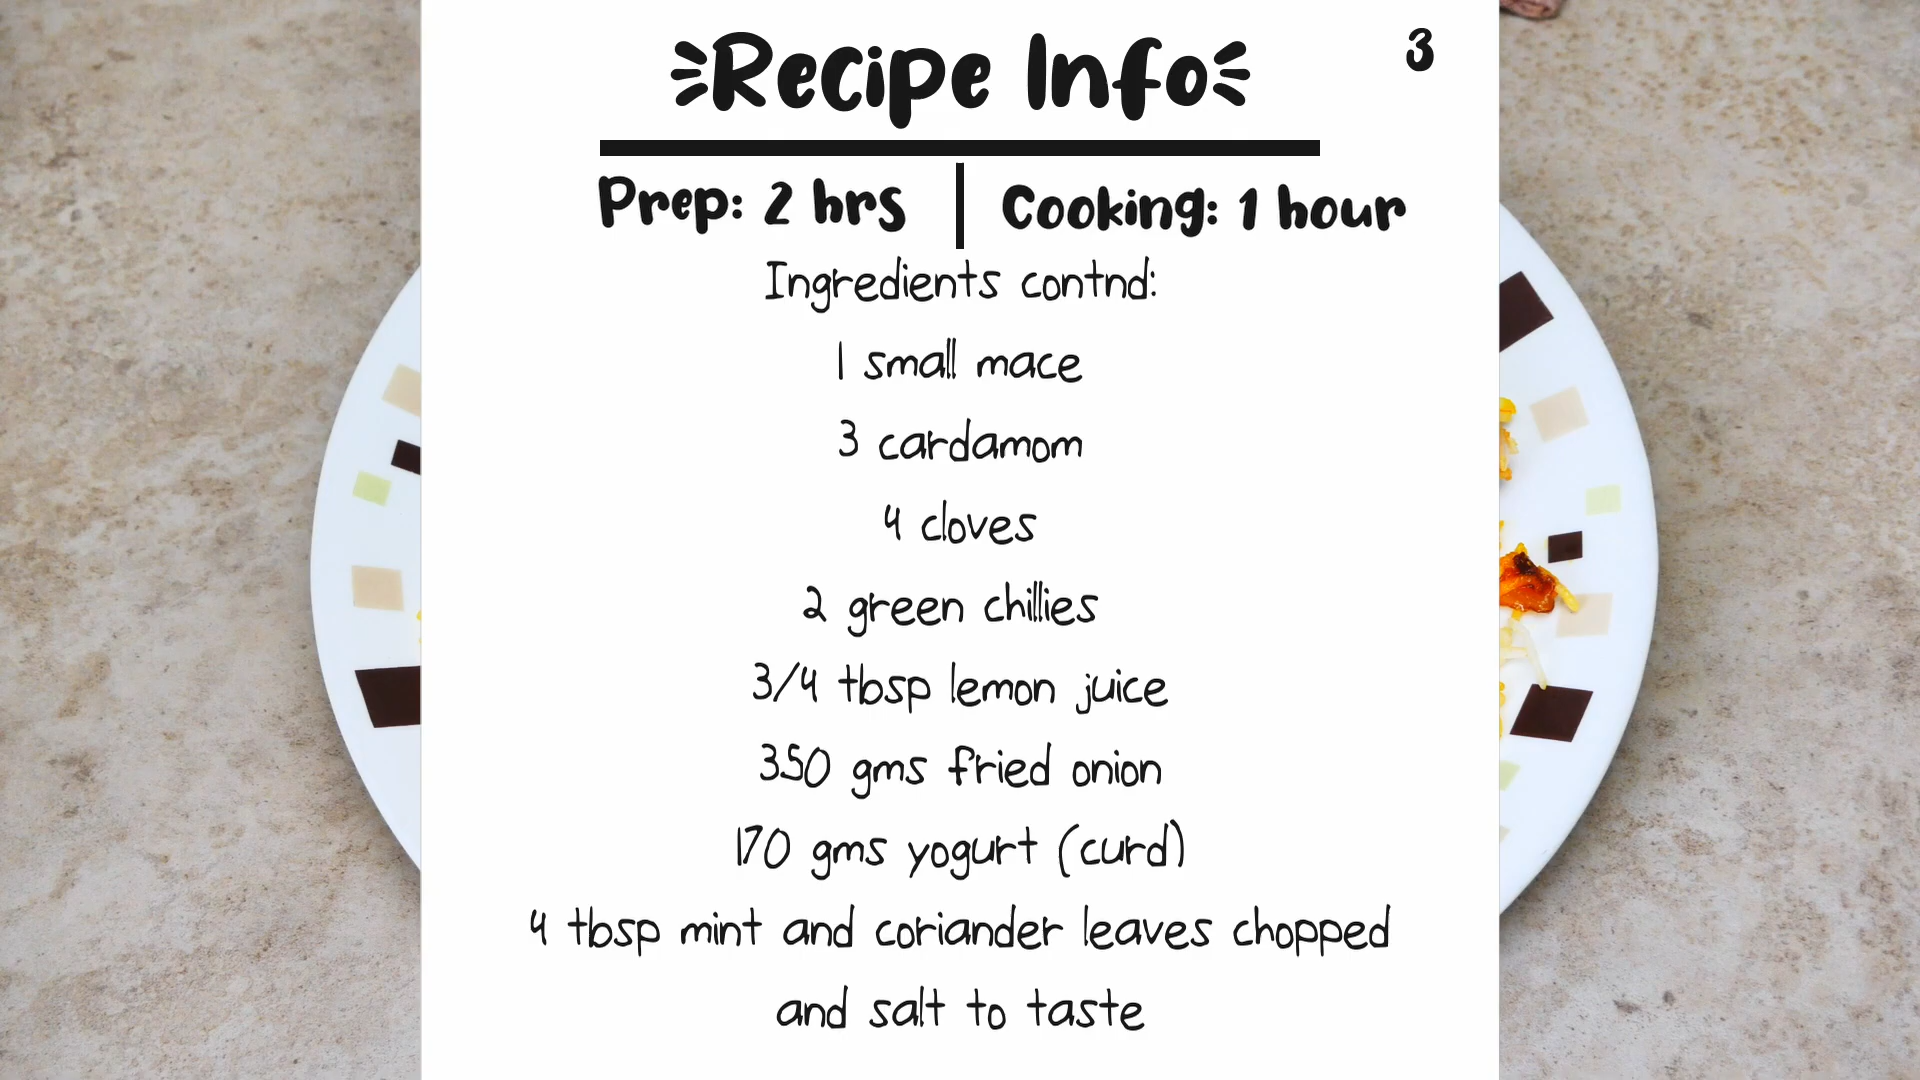 Recipe Info
3
Prep: 2 hrs | Cooking: 1 hour
Ingredients contnd:
1 small mace
3 cardamom
4 cloves
2 green chillies
3/4 tbsp lemon juice
350 gms fried onion
170 gms yogurt (curd)
4 tbsp mint and coriander leaves chopped
and salt to taste